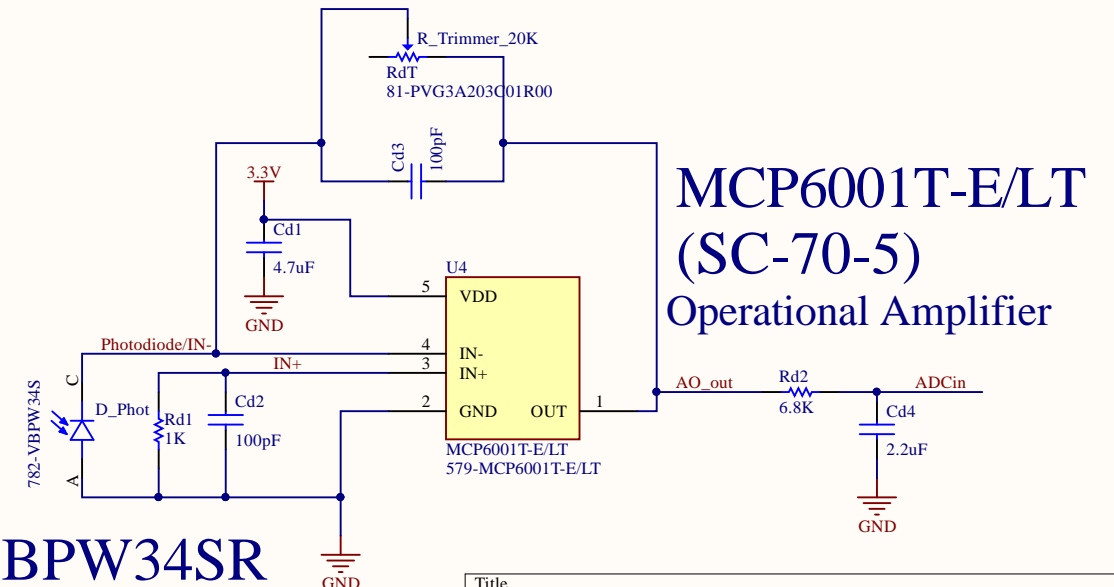 R_Trimmer_20K
RdT
81-PVG3A203C01R00
Cd3
100pF
3.3V
Cd1
4.7uF
GND
MCP6001T-E/LT
(SC-70-5)
Operational Amplifier
U4
5
VDD
Photodiode/IN-
4
IN-
IN+
3
IN+
2
GND
OUT
1
AO_out
Rd2
6.8K
ADCin
Cd4
2.2uF
GND
782-VBPW34S
C
D_Phot
A
Rd1
1K
Cd2
100pF
MCP6001T-E/LT
579-MCP6001T-E/LT
BPW34SR
GND
Title